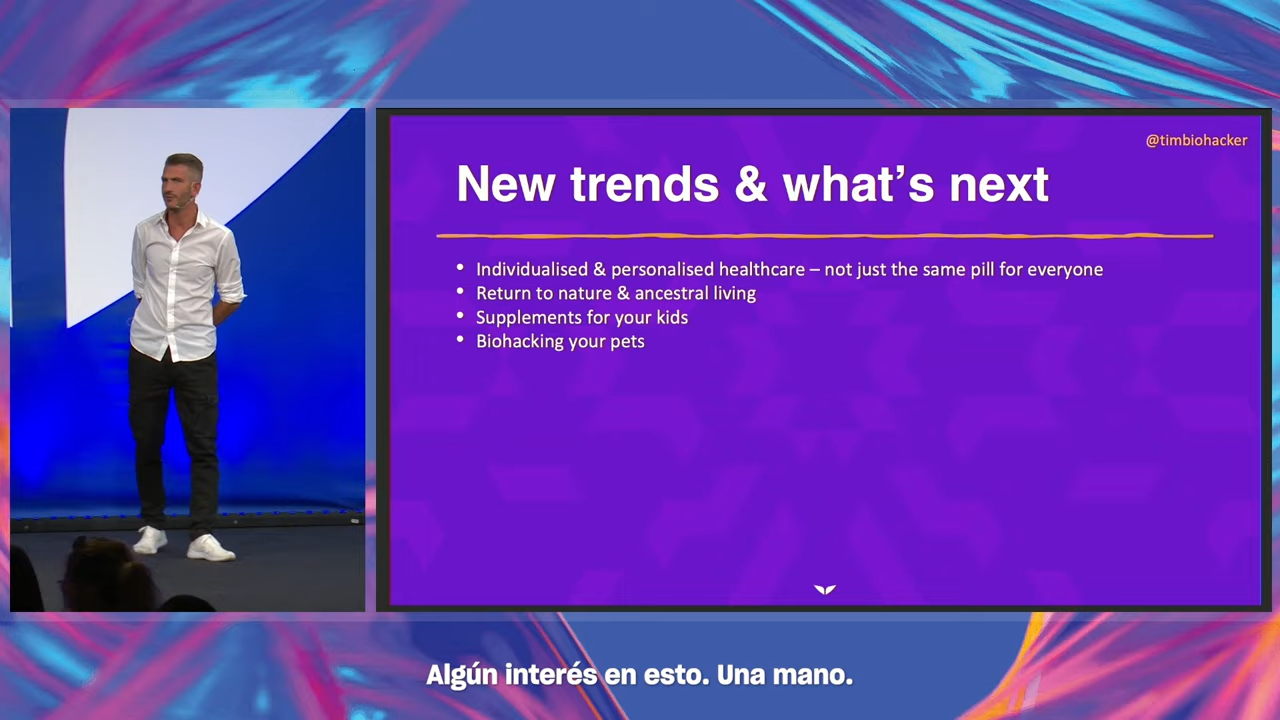 @timbiohacker
New trends & what's next
• Individualised & personalised healthcare – not just the same pill for everyone
• Return to nature & ancestral living
• Supplements for your kids
• Biohacking your pets
Algún interés en esto. Una mano.